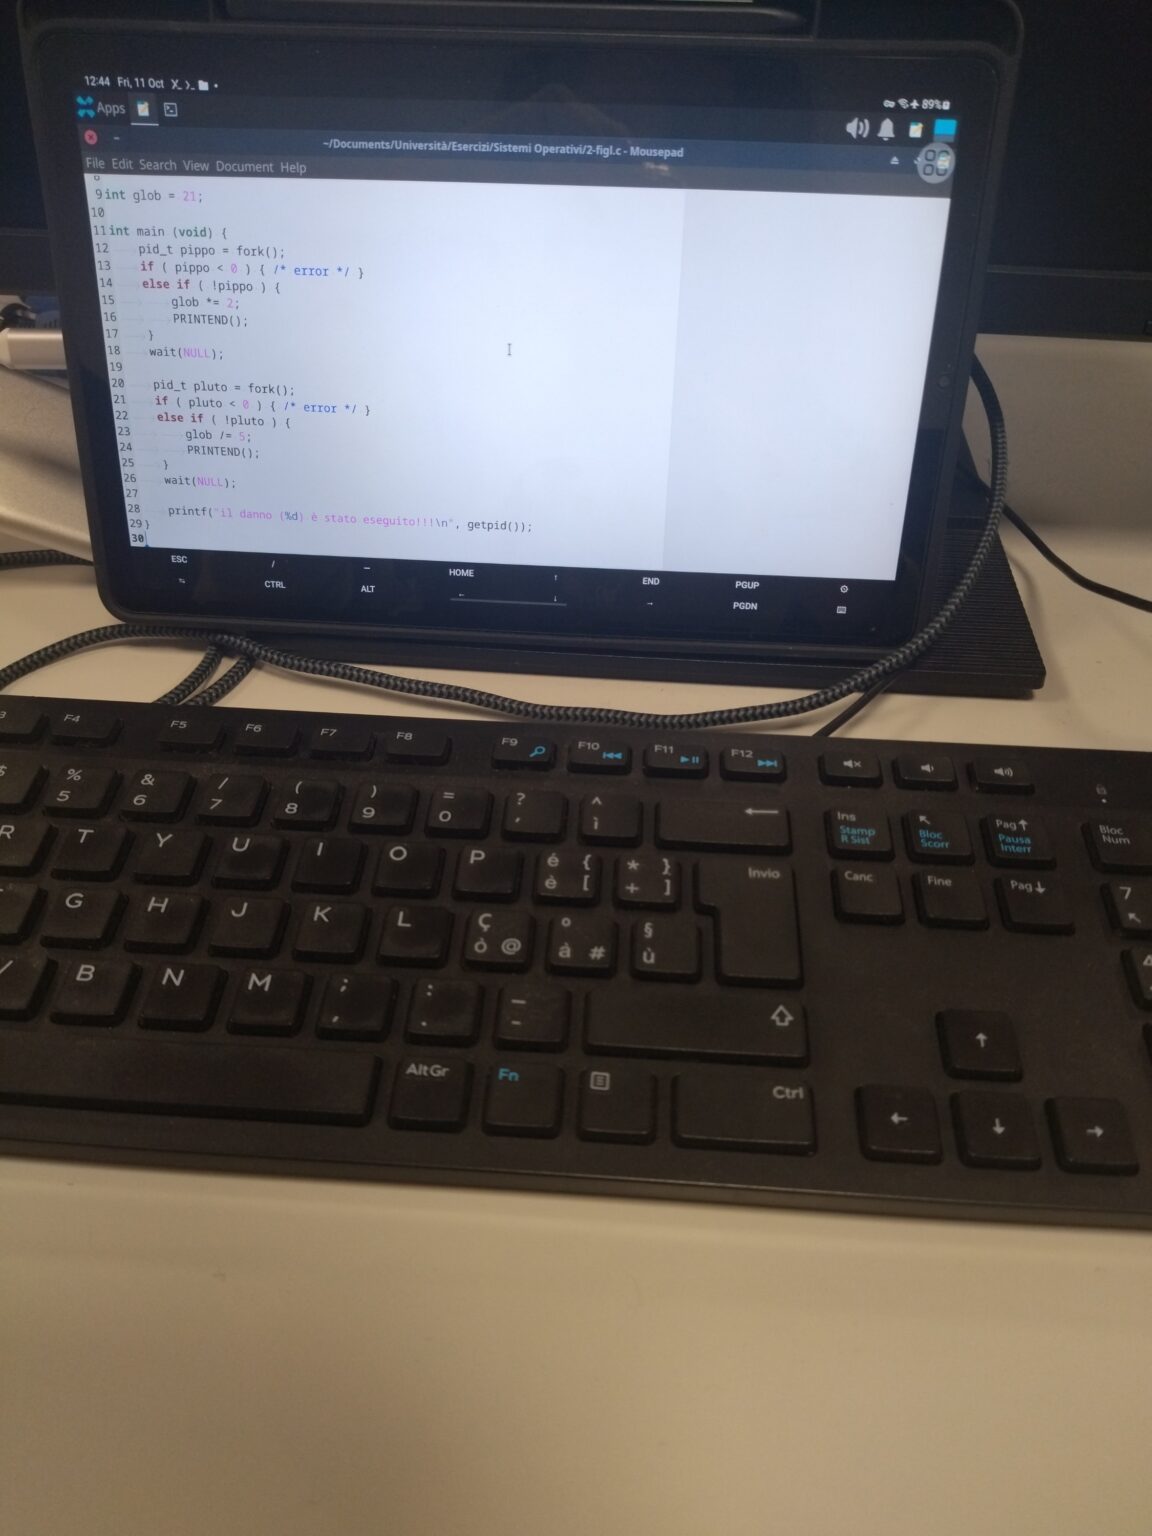 12:44 Fri, 11 Oct
89%
Apps
~/Documents/Università/Esercizi/Sistemi Operativi/2-figl.c - Mousepad
File Edit Search View Document Help
9 int glob = 21;
10
11 int main (void) {
12 pid_t pippo = fork();
13 if ( pippo < 0 ) { /* error */ }
14 else if ( !pippo ) {
15 glob *= 2;
16 PRINTEND();
17 }
18 wait(NULL);
19
20 pid_t pluto = fork();
21 if ( pluto < 0 ) { /* error */ }
22 else if ( !pluto ) {
23 glob /= 5;
24 PRINTEND();
25 }
26 wait(NULL);
27
28 printf("il danno (%d) è stato eseguito!!!\n", getpid());
29 }
30
ESC / — HOME ↑ END PGUP
CTRL ALT ← ↓ → PGDN
F4 F5 F6 F7 F8 F9 F10 F11 F12
$ % 5 & 6 / 7 ( 8 ) 9 = 0 ? ' ^ ì
Ins Stamp R Sist Bloc Scorr Pag↑ Pausa Interr Bloc Num
R T Y U I O P é è { [ * + } ] Invio
Canc Fine Pag↓ 7
G H J K L ç ò @ ° à # § ù
B N M ; , : . _ -
AltGr Fn Ctrl
↑
← ↓ →